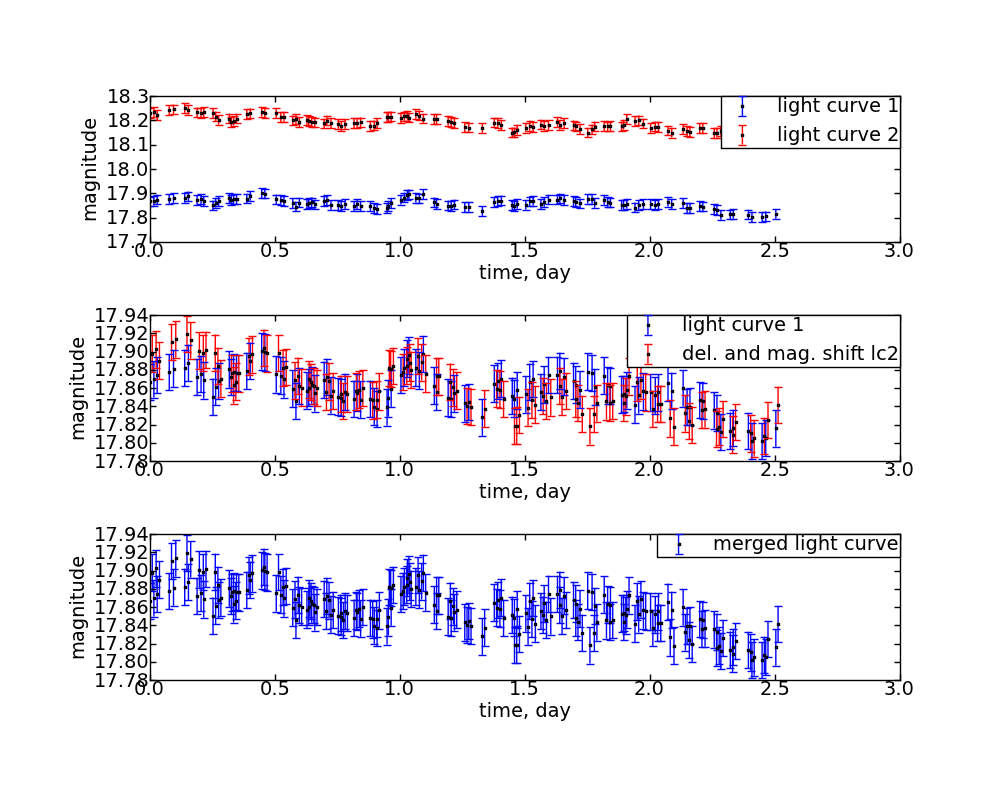 18.3
18.2
18.1
18.0
17.9
17.8
17.7
magnitude
light curve 1
light curve 2
0.0 0.5 1.0 1.5 2.0 2.5 3.0
time, day
17.94
17.92
17.90
17.88
17.86
17.84
17.82
17.80
17.78
magnitude
light curve 1
del. and mag. shift lc2
0.0 0.5 1.0 1.5 2.0 2.5 3.0
time, day
17.94
17.92
17.90
17.88
17.86
17.84
17.82
17.80
17.78
magnitude
merged light curve
0.0 0.5 1.0 1.5 2.0 2.5 3.0
time, day